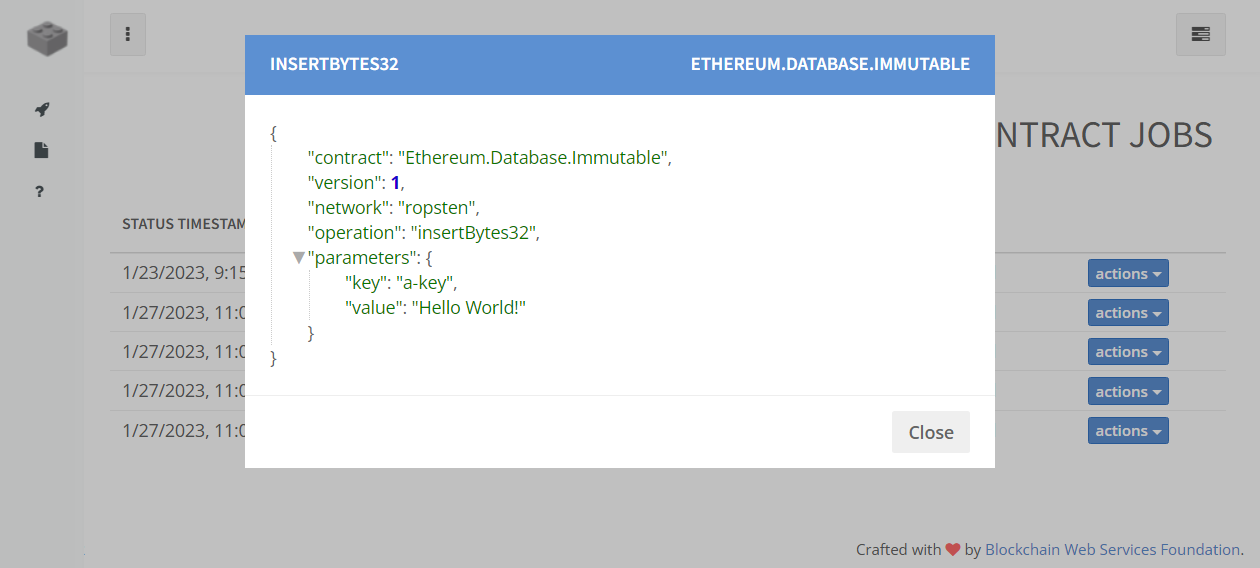 INSERTBYTES32 ETHEREUM.DATABASE.IMMUTABLE
{
"contract": "Ethereum.Database.Immutable",
"version": 1,
"network": "ropsten",
"operation": "insertBytes32",
▼"parameters": {
"key": "a-key",
"value": "Hello World!"
}
}
Close
NTRACT JOBS
STATUS TIMESTAM
1/23/2023, 9:15 actions
1/27/2023, 11:0 actions
1/27/2023, 11:0 actions
1/27/2023, 11:0 actions
1/27/2023, 11:0 actions
?
Crafted with ❤ by Blockchain Web Services Foundation.